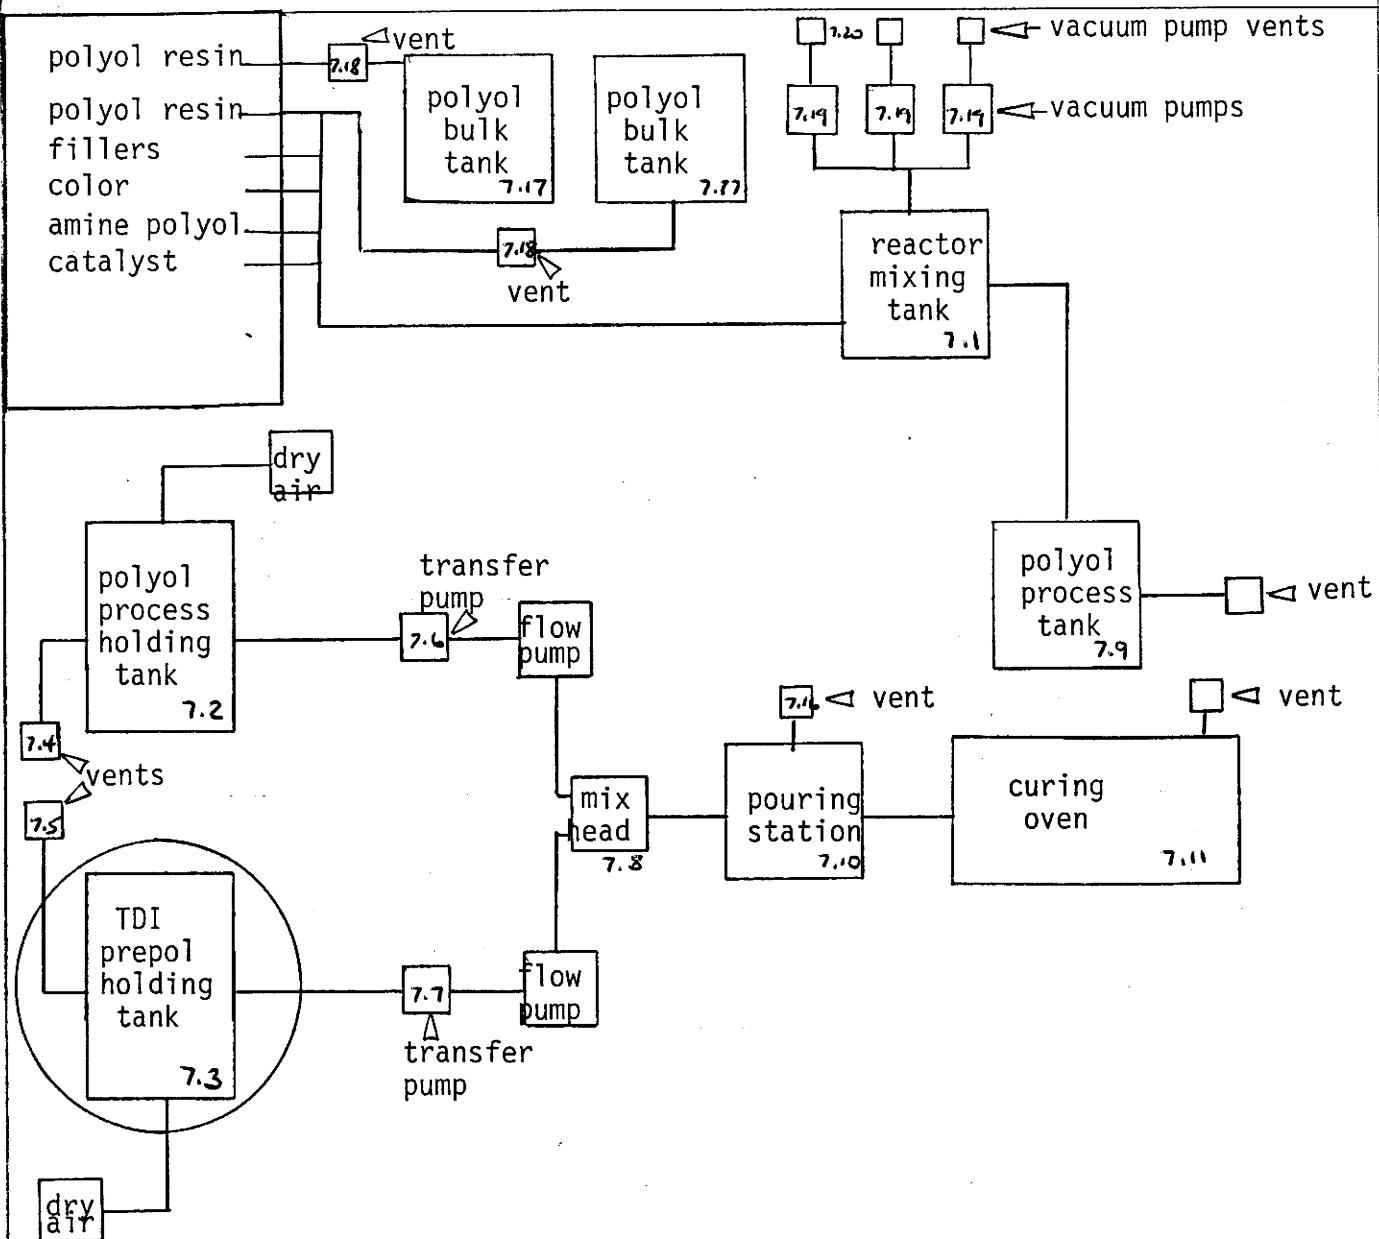 polyol resin
polyol resin
fillers
color
amine polyol
catalyst
7.18
vent
polyol
bulk
tank
7.17
polyol
bulk
tank
7.18
vent
7.20
vacuum pump vents
7.19
7.19
7.19
vacuum pumps
reactor
mixing
tank
7.1
dry
air
polyol
process
holding
tank
7.2
transfer
pump
7.6
flow
pump
polyol
process
tank
7.9
vent
7.4
vents
7.5
mix
head
7.8
7.16
vent
pouring
station
7.10
vent
curing
oven
7.11
TDI
prepol
holding
tank
7.3
7.7
transfer
pump
flow
pump
dry
air